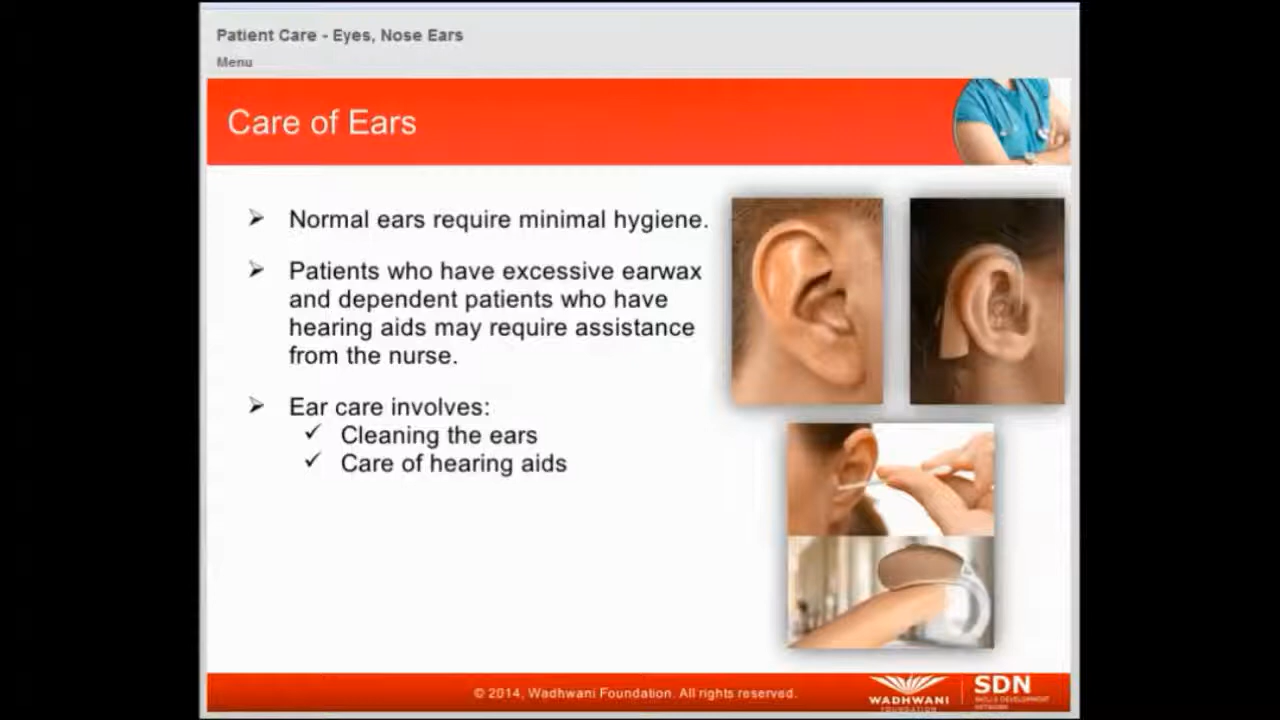 Patient Care - Eyes, Nose Ears
Menu
Care of Ears
➢ Normal ears require minimal hygiene.
➢ Patients who have excessive earwax
and dependent patients who have
hearing aids may require assistance
from the nurse.
➢ Ear care involves:
✓ Cleaning the ears
✓ Care of hearing aids
© 2014, Wadhwani Foundation. All rights reserved.
WADHWANI
FOUNDATION
SDN
SKILLS DEVELOPMENT
NETWORK